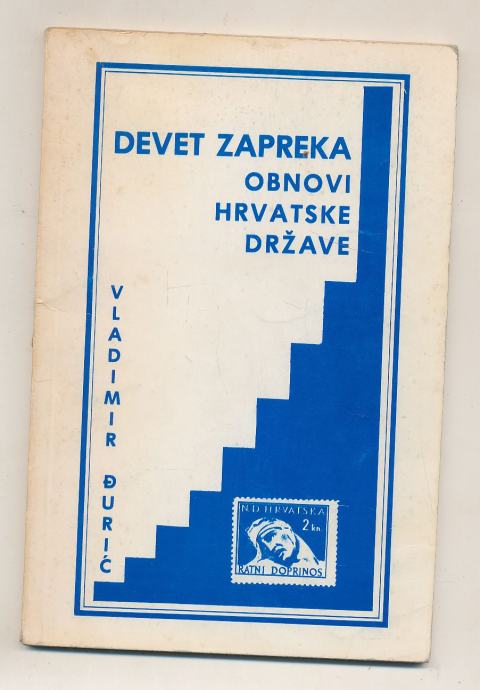 DEVET ZAPREKA
OBNOVI
HRVATSKE
DRŽAVE
VLADIMIR ĐURIĆ
N.D. HRVATSKA
2 kn.
RATNI DOPRINOS